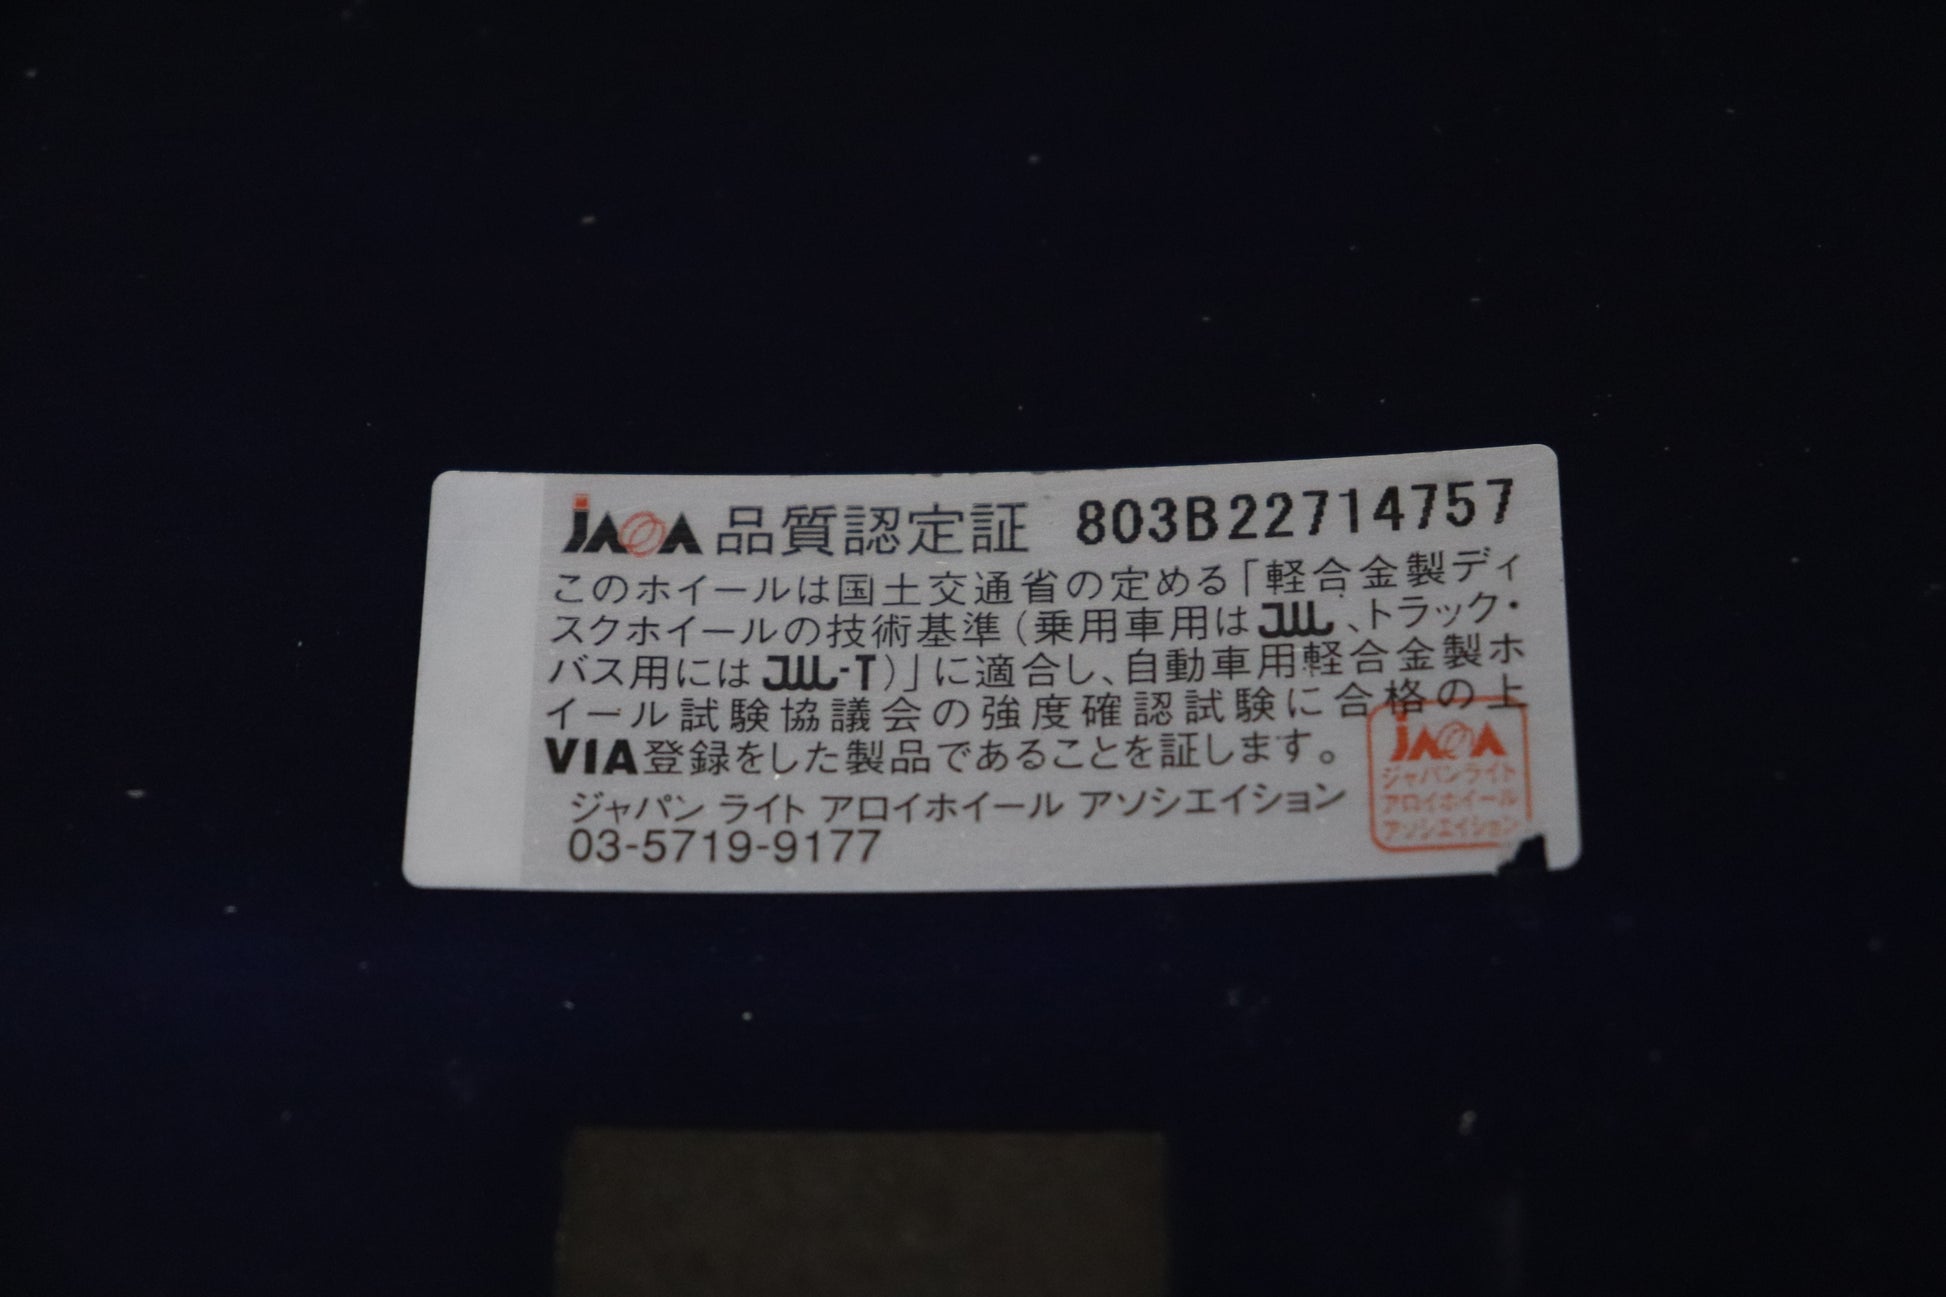 JAWA 品質認定証 803B22714757
このホイールは国土交通省の定める「軽合金製ディ
スクホイールの技術基準(乗用車用はJWL、トラック・
バス用にはJWL-T)」に適合し、自動車用軽合金製ホ
イール試験協議会の強度確認試験に合格の上
VIA登録をした製品であることを証します。
ジャパン ライト アロイホイール アソシエイション
03-5719-9177
JAWA
ジャパンライト
アロイホイール
アソシエイション